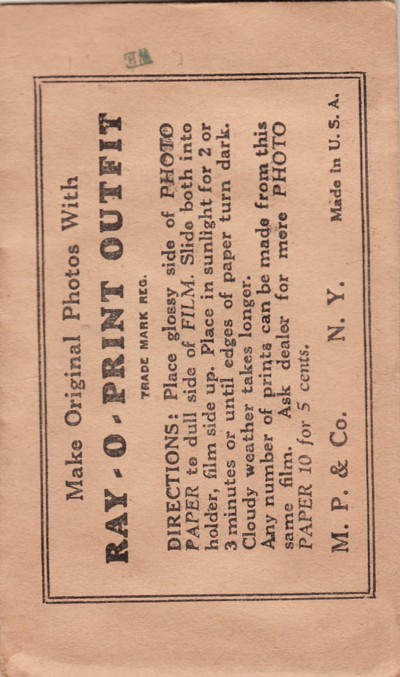 Make Original Photos With
RAY-O-PRINT OUTFIT
TRADE MARK REG.
DIRECTIONS: Place glossy side of PHOTO
PAPER to dull side of FILM. Slide both into
holder, film side up. Place in sunlight for 2 or
3 minutes or until edges of paper turn dark.
Cloudy weather takes longer.
Any number of prints can be made from this
same film. Ask dealer for more PHOTO
PAPER 10 for 5 cents.
M. P. & Co. N. Y. Made in U. S. A.